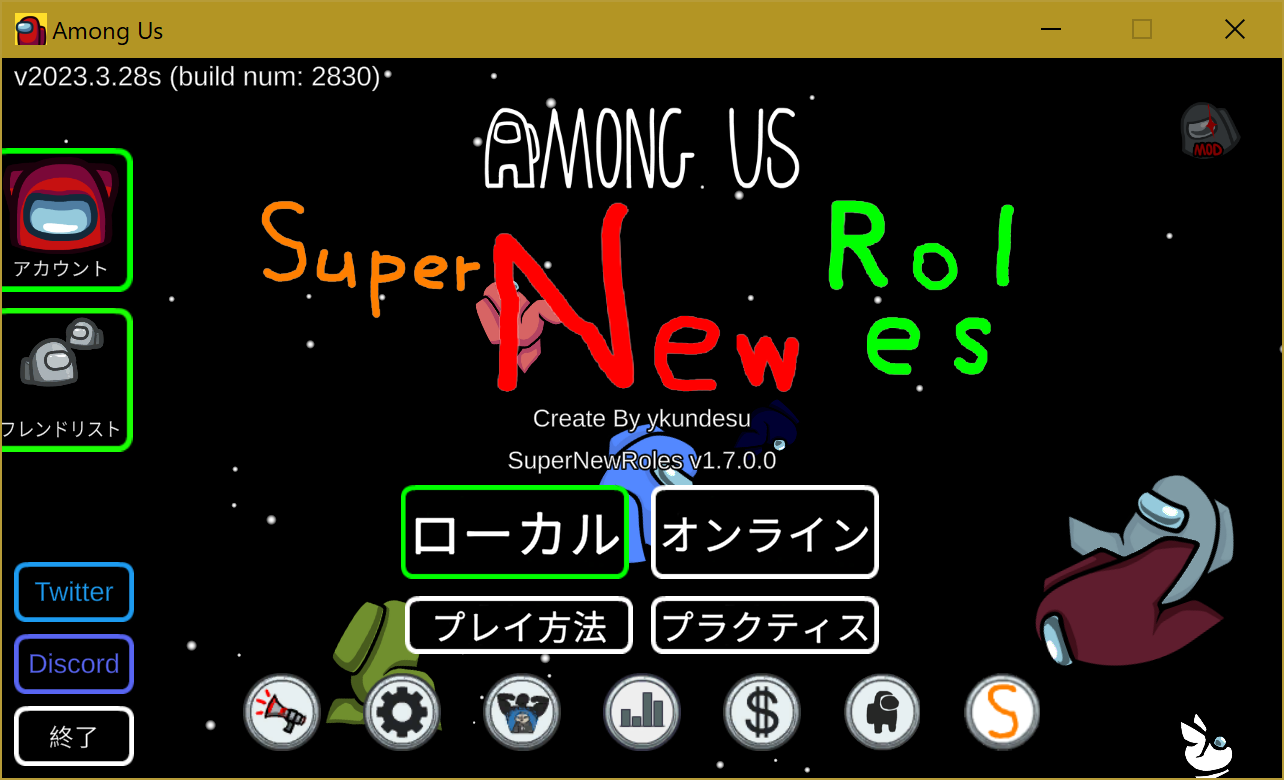 Among Us
v2023.3.28s (build num: 2830)
AMONG US
MOD
Super New Roles
アカウント
フレンドリスト
Create By ykundesu
SuperNewRoles v1.7.0.0
ローカル
オンライン
プレイ方法
プラクティス
Twitter
Discord
終了
$
S